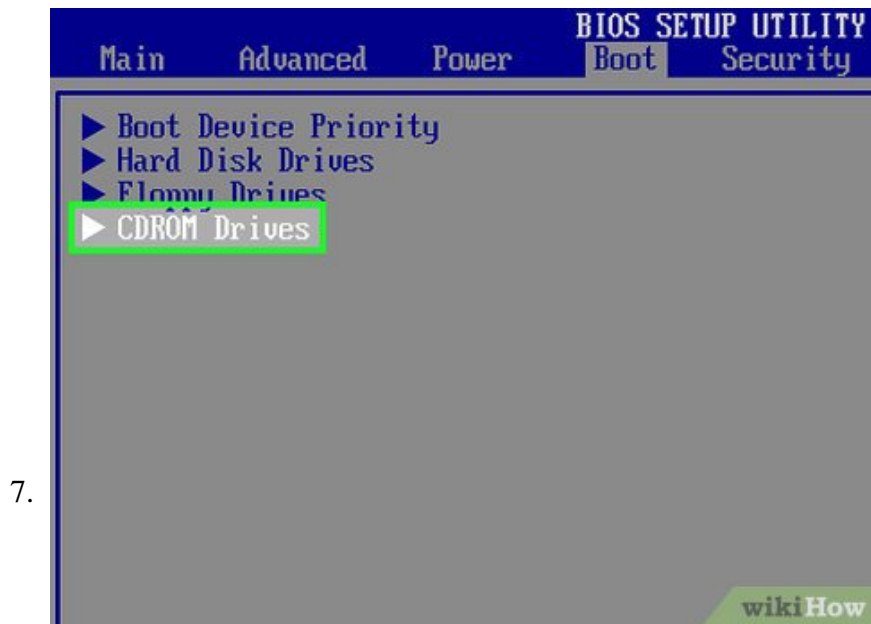 BIOS SETUP UTILITY
Main Advanced Power Boot Security
▶ Boot Device Priority
▶ Hard Disk Drives
▶ Floppy Drives
▶ CDROM Drives
7.
wikiHow